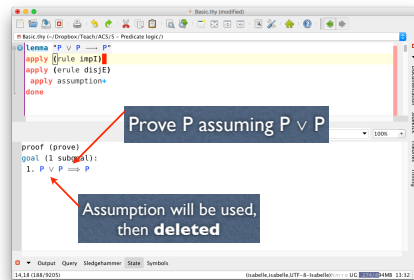 Basic.thy (modified)
Basic.thy (~/Dropbox/Teach/ACS/5 - Predicate logic/)
lemma "P ∨ P ⟶ P"
apply (rule impI)
apply (erule disjE)
apply assumption+
done
Prove P assuming P ∨ P
100%
proof (prove)
goal (1 subgoal):
1. P ∨ P ⟹ P
Assumption will be used,
then deleted
Output Query Sledgehammer State Symbols
14,18 (188/9205)
(isabelle,isabelle,UTF-8-Isabelle)
UG
MB 13:32